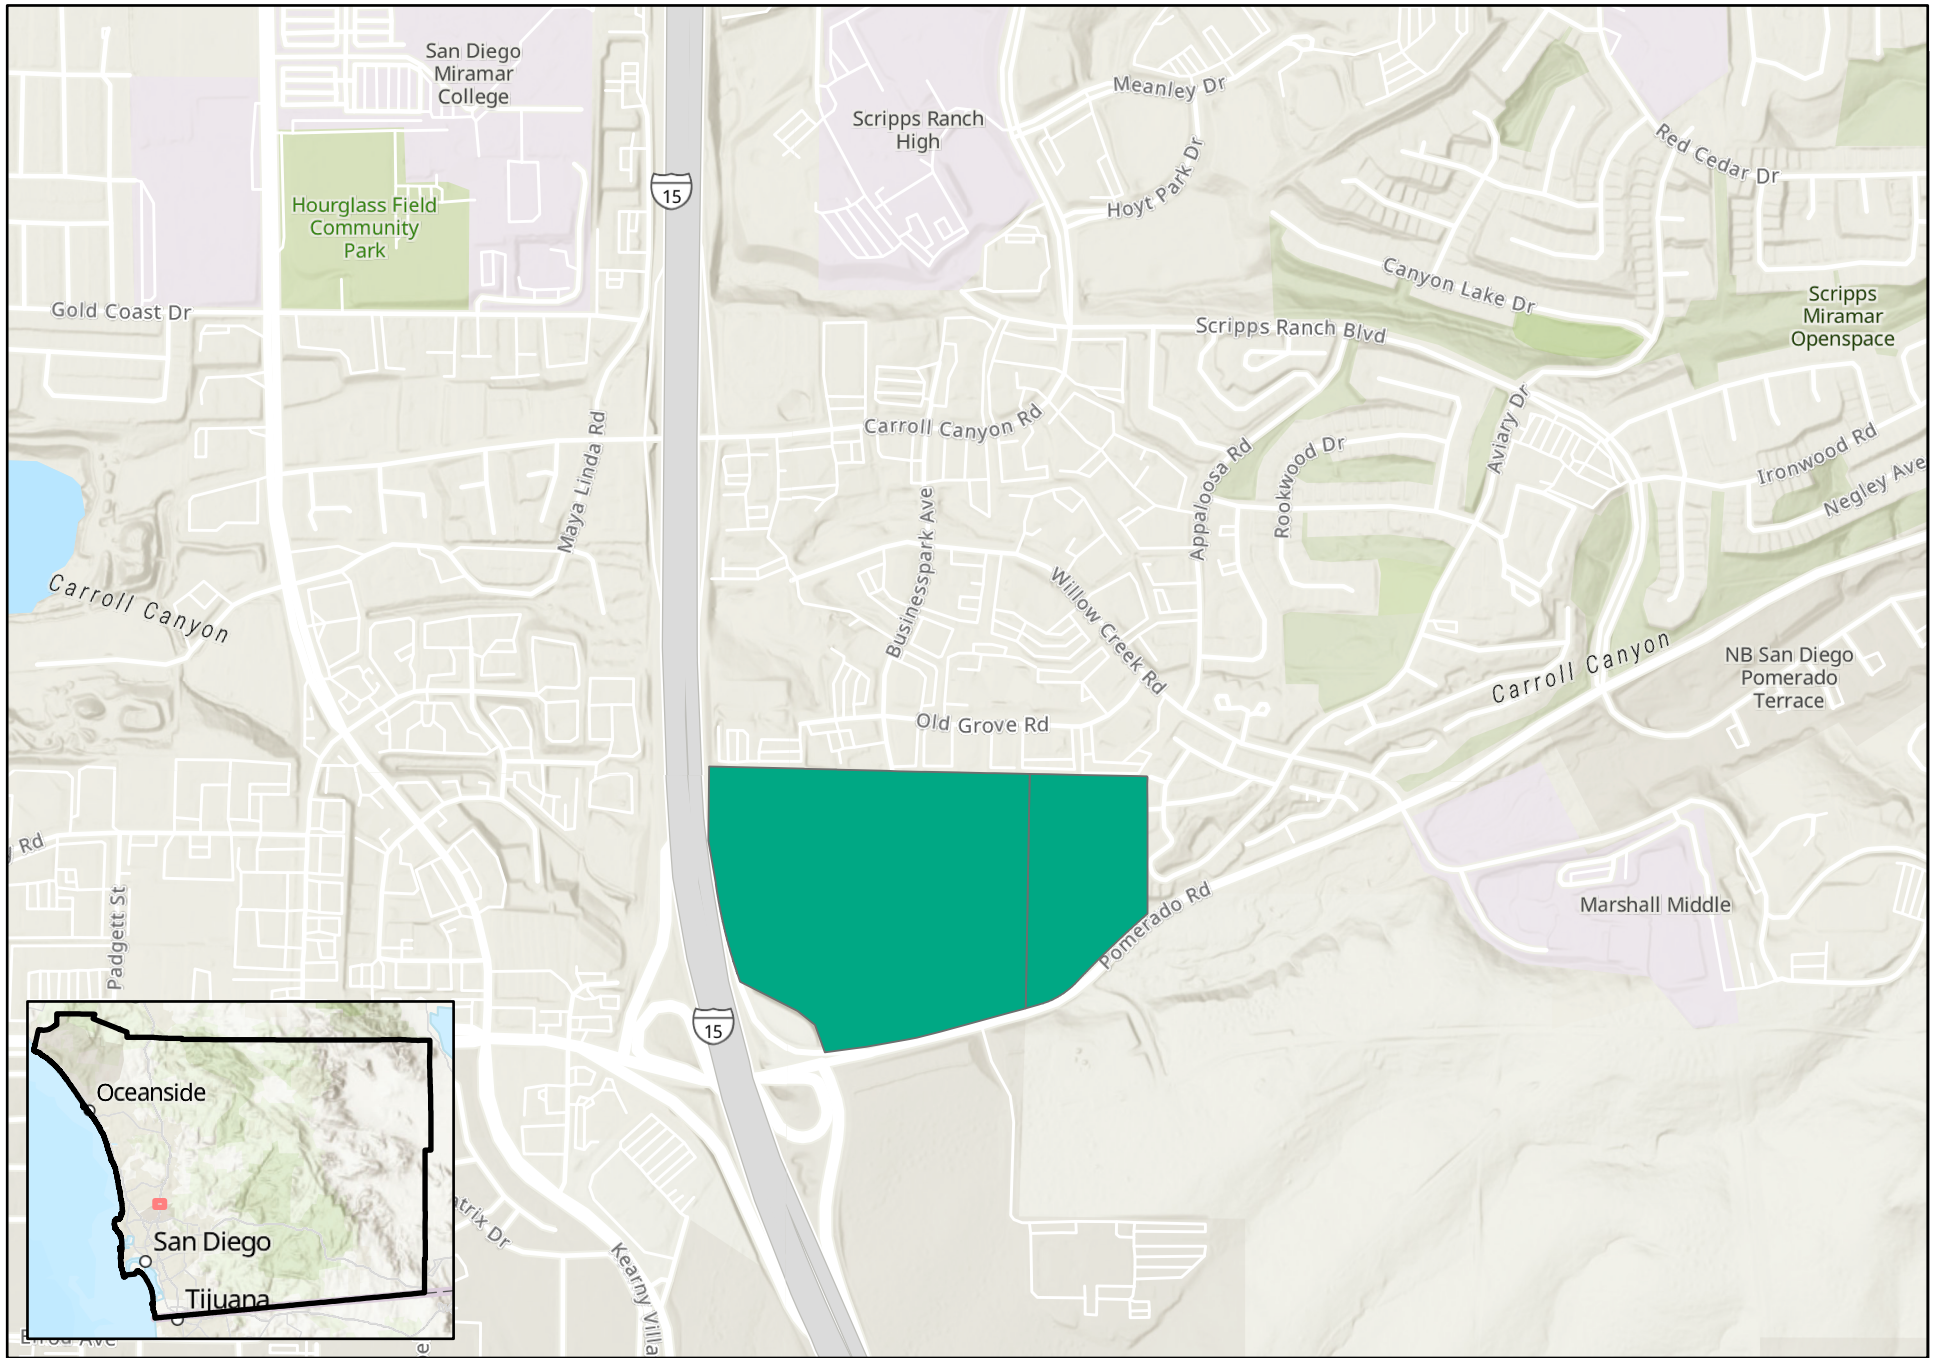 San Diego
Miramar
College
Meanley Dr
Scripps Ranch
High
Red Cedar Dr
15
Hourglass Field
Community
Park
Hoyt Park Dr
Canyon Lake Dr
Gold Coast Dr
Scripps Ranch Blvd
Scripps
Miramar
Openspace
Carroll Canyon Rd
Maya Linda Rd
Aviary Dr
Appaloosa Rd
Rookwood Dr
Ironwood Rd
Negley Ave
Carroll Canyon
Businesspark Ave
Willow Creek Rd
Carroll Canyon
NB San Diego
Pomerado
Terrace
Old Grove Rd
y Rd
Padgett St
Pomerado Rd
Marshall Middle
15
Oceanside
San Diego
Tijuana
atrix Dr
Kearny Villa